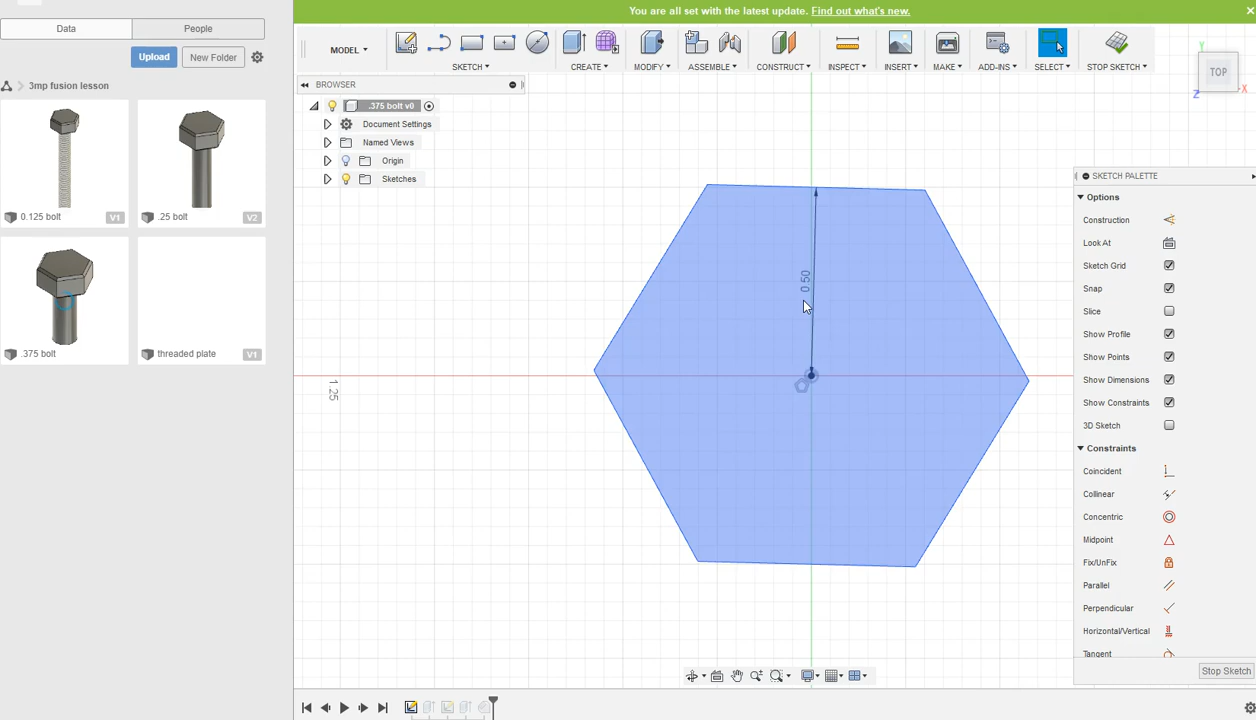 You are all set with the latest update. Find out what's new.
Data
People
Upload
New Folder
3mp fusion lesson
0.125 bolt
V1
.25 bolt
V2
.375 bolt
threaded plate
V1
MODEL
SKETCH
CREATE
MODIFY
ASSEMBLE
CONSTRUCT
INSPECT
INSERT
MAKE
ADD-INS
SELECT
STOP SKETCH
BROWSER
.375 bolt v0
Document Settings
Named Views
Origin
Sketches
Y
TOP
X
Z
0.50
1.25
SKETCH PALETTE
Options
Construction
Look At
Sketch Grid
Snap
Slice
Show Profile
Show Points
Show Dimensions
Show Constraints
3D Sketch
Constraints
Coincident
Collinear
Concentric
Midpoint
Fix/UnFix
Parallel
Perpendicular
Horizontal/Vertical
Tangent
Stop Sketch